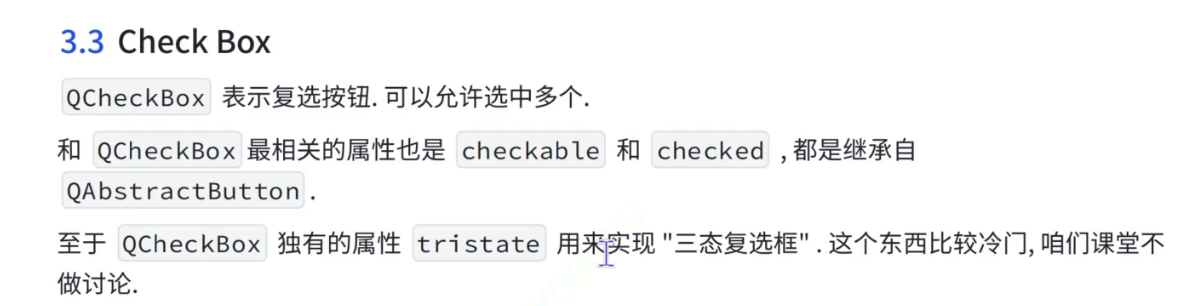 3.3 Check Box
QCheckBox 表示复选按钮. 可以允许选中多个.
和 QCheckBox 最相关的属性也是 checkable 和 checked , 都是继承自
QAbstractButton .
至于 QCheckBox 独有的属性 tristate 用来实现 "三态复选框" . 这个东西比较冷门, 咱们课堂不
做讨论.